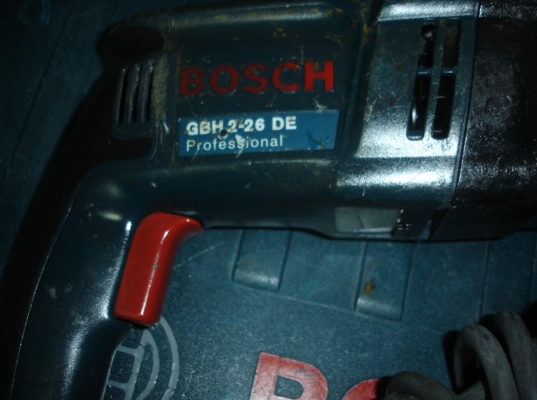 BOSCH
GBH 2-26 DE
Professional